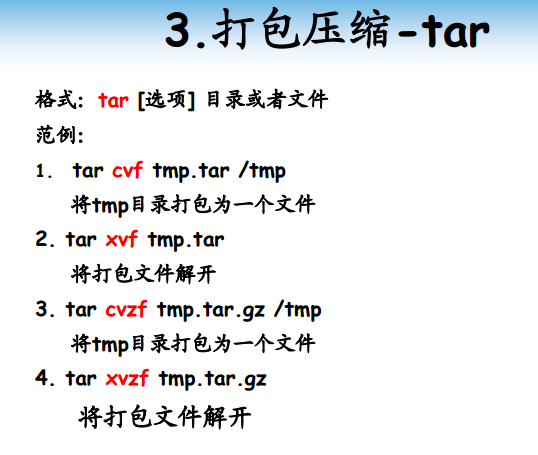 3.打包压缩-tar
格式: tar [选项] 目录或者文件
范例:
1. tar cvf tmp.tar /tmp
将tmp目录打包为一个文件
2. tar xvf tmp.tar
将打包文件解开
3. tar cvzf tmp.tar.gz /tmp
将tmp目录打包为一个文件
4. tar xvzf tmp.tar.gz
将打包文件解开